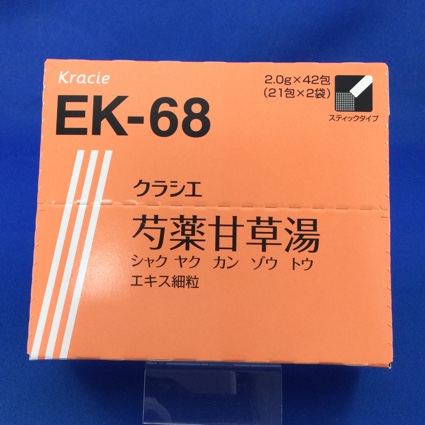 Kracie
2.0g×42包
(21包×2袋)
EK-68
スティックタイプ
クラシエ
芍薬甘草湯
シャク ヤク カン ゾウ トウ
エキス細粒